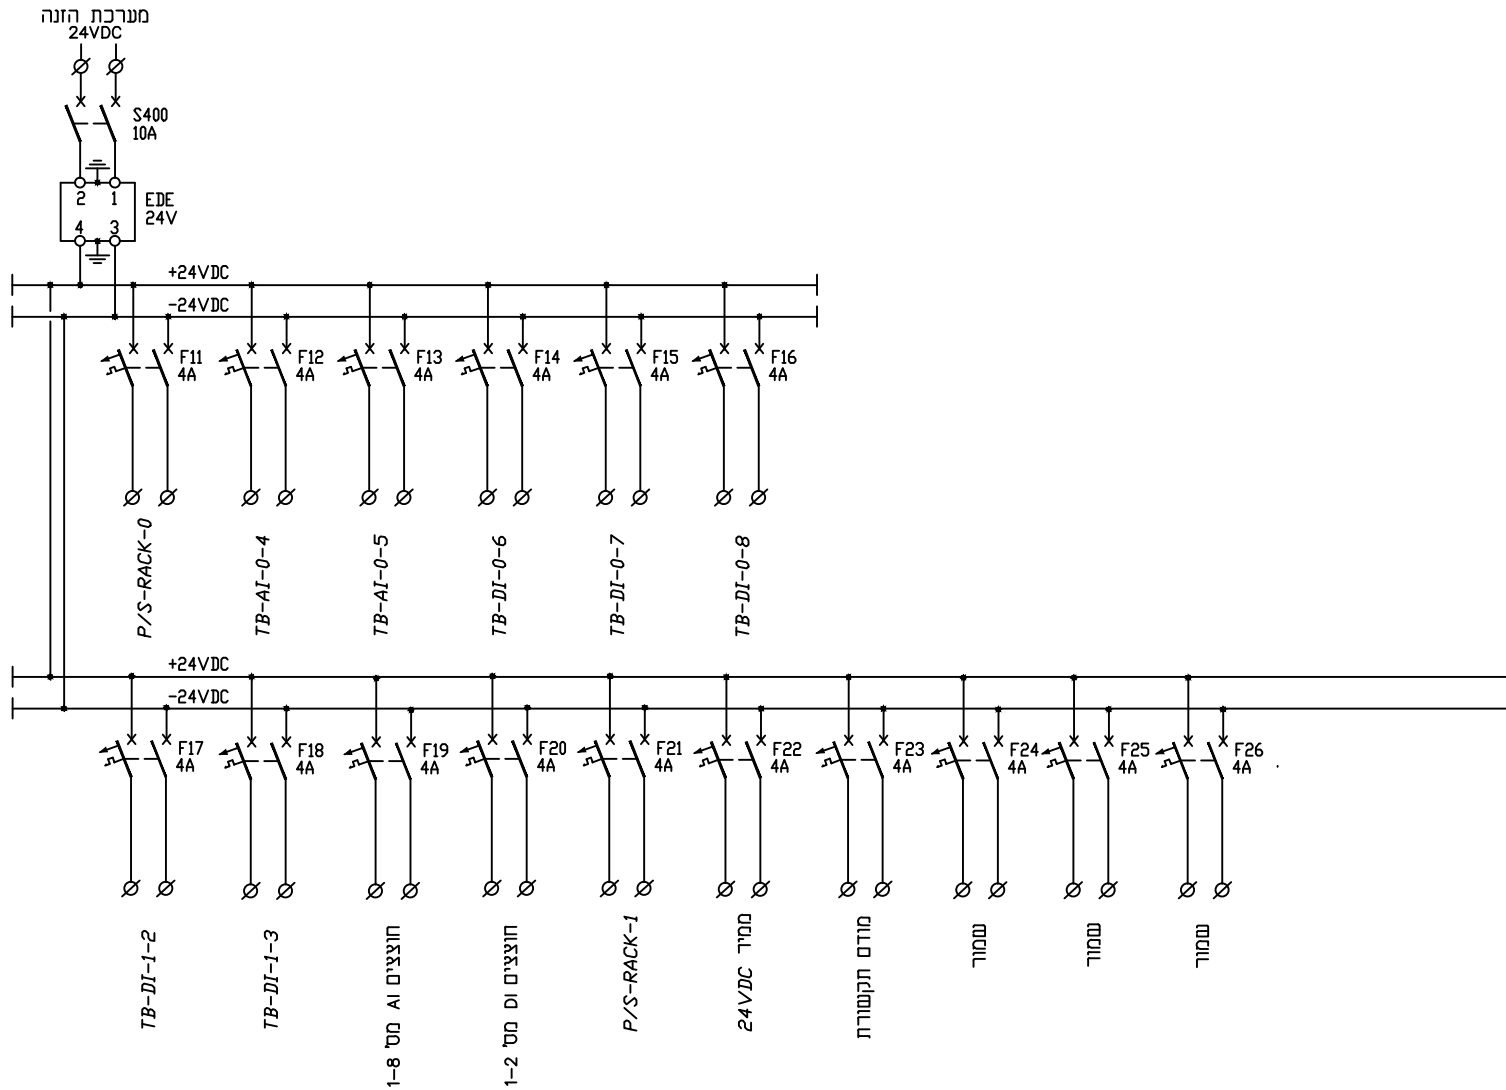 מערכת הזנה
24VDC
S400
10A
2 1
EDE
24V
4 3
+24VDC
-24VDC
F11
4A
F12
4A
F13
4A
F14
4A
F15
4A
F16
4A
P/S-RACK-0
TB-AI-0-4
TB-AI-0-5
TB-DI-0-6
TB-DI-0-7
TB-DI-0-8
+24VDC
-24VDC
F17
4A
F18
4A
F19
4A
F20
4A
F21
4A
F22
4A
F23
4A
F24
4A
F25
4A
F26
4A
TB-DI-1-2
TB-DI-1-3
חוצצים AI מס' 1-8
חוצצים DI מס' 1-2
P/S-RACK-1
ממיר 24VDC
מודם תקשורת
שמור
שמור
שמור